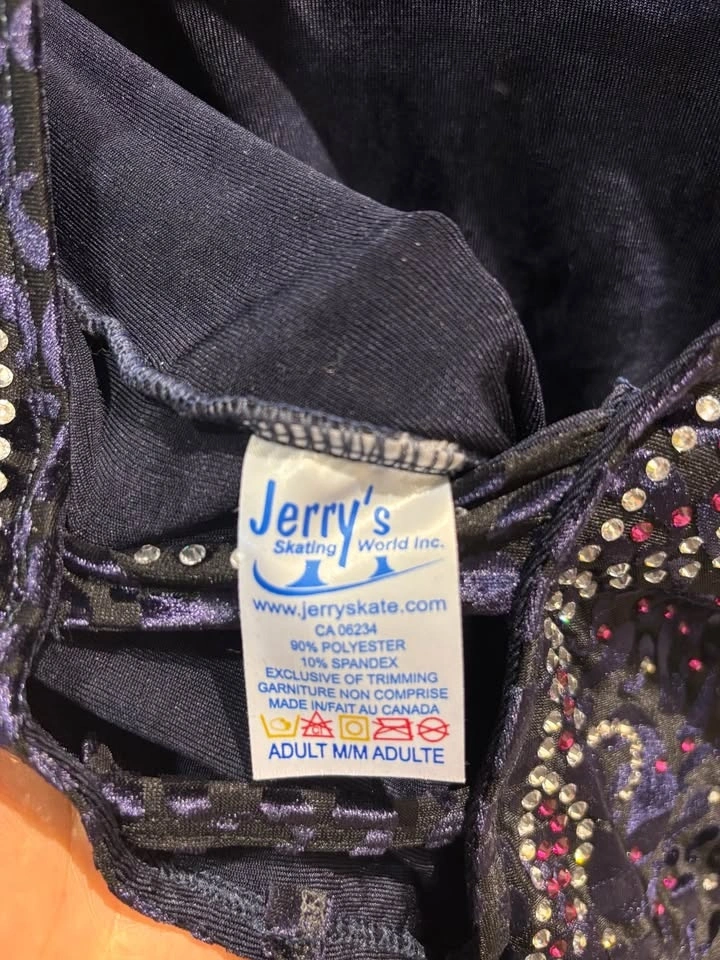 Jerry's
Skating World Inc.
www.jerryskate.com
CA 06234
90% POLYESTER
10% SPANDEX
EXCLUSIVE OF TRIMMING
GARNITURE NON COMPRISE
MADE IN/FAIT AU CANADA
ADULT M/M ADULTE